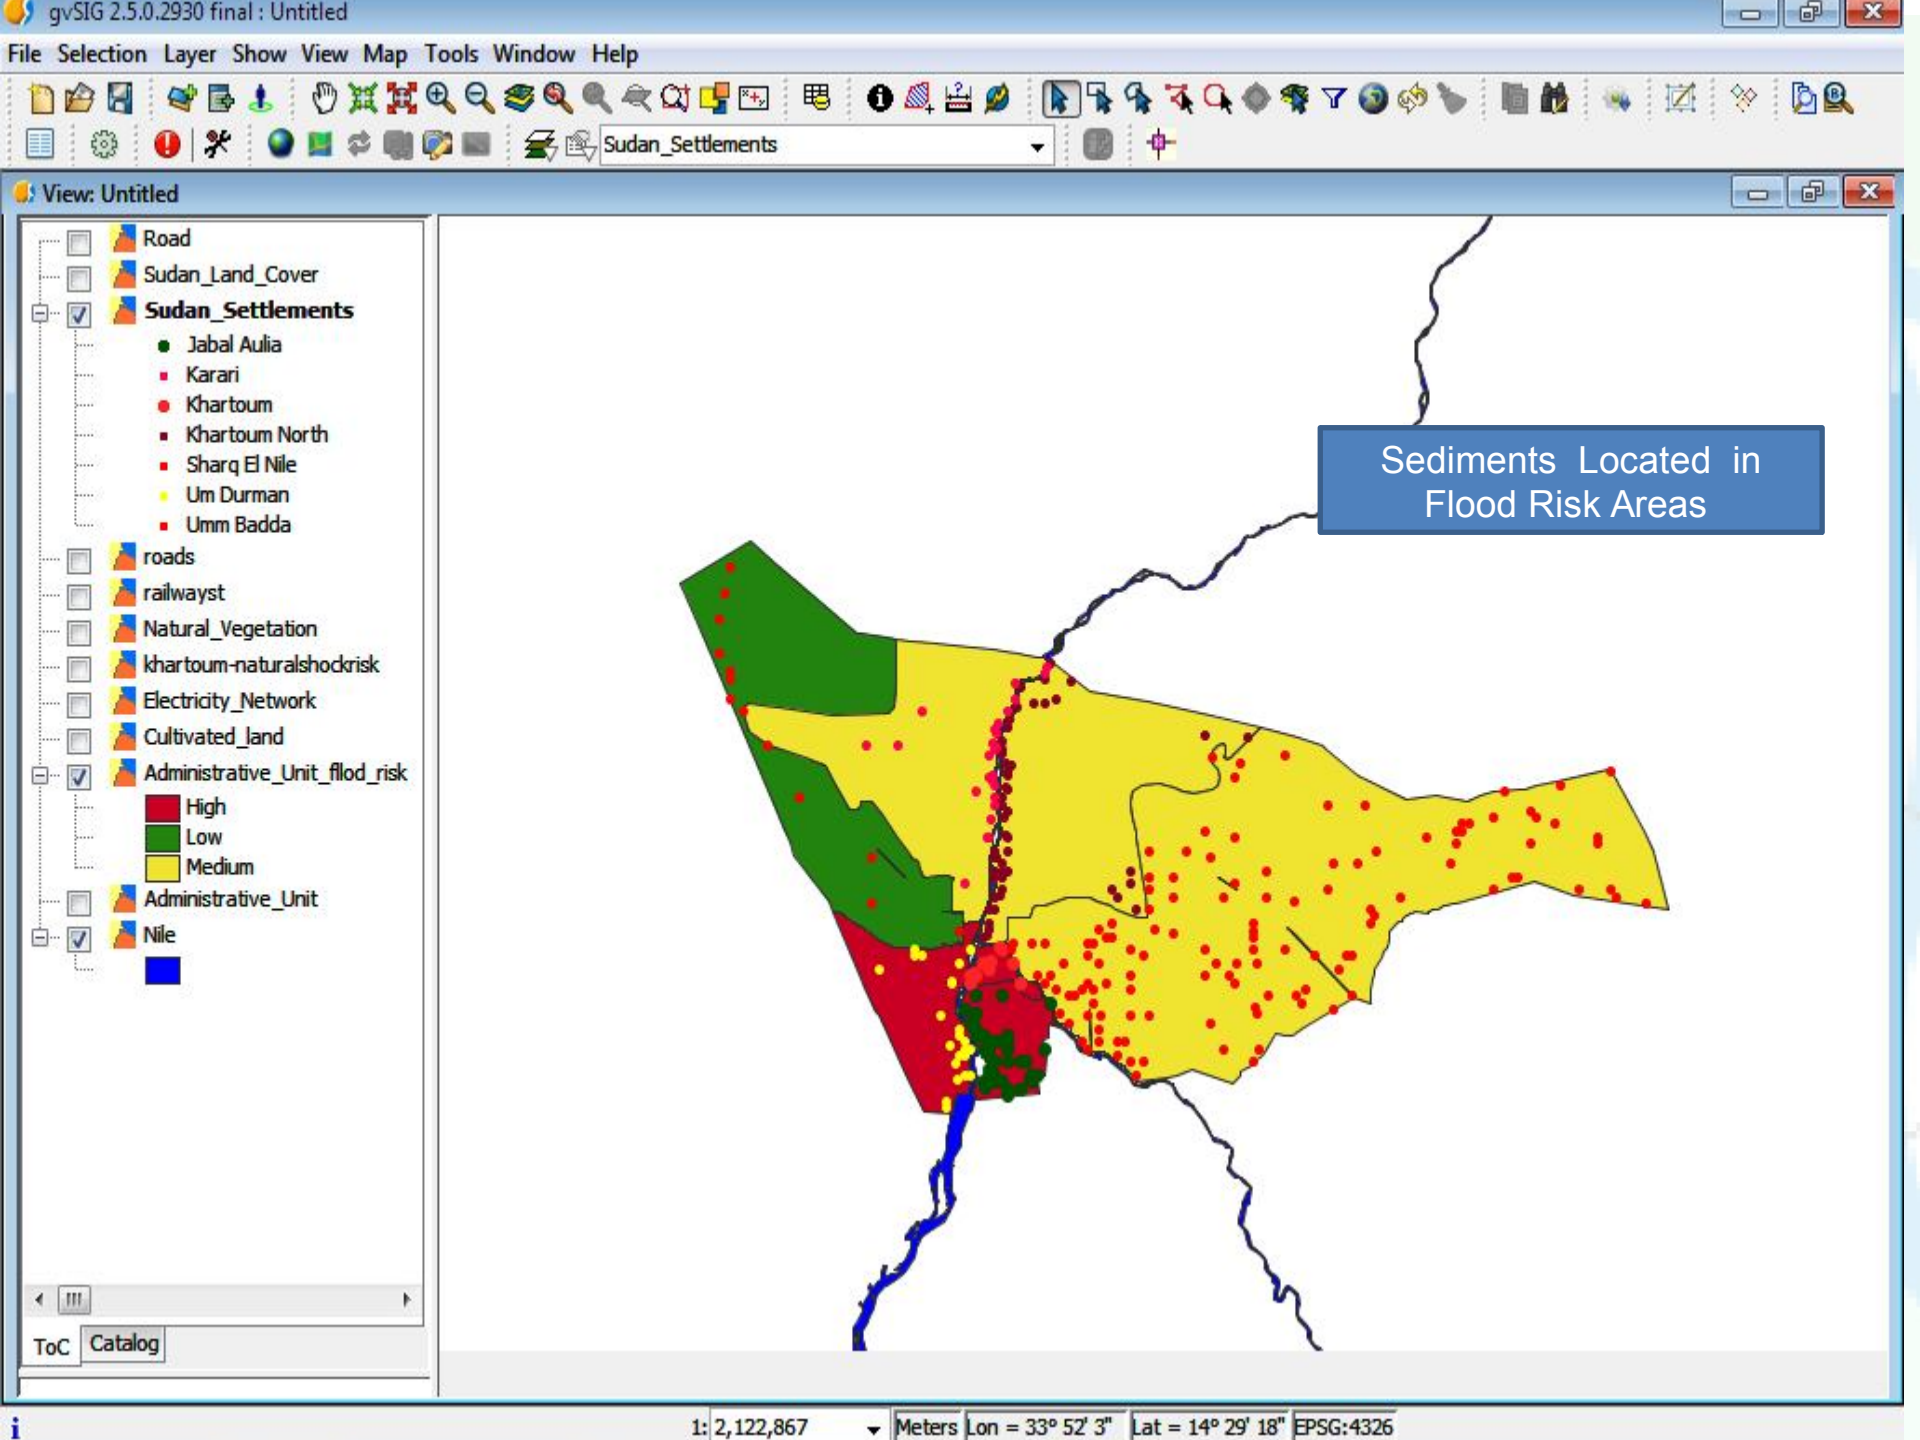 gvSIG 2.5.0.2930 final : Untitled
File Selection Layer Show View Map Tools Window Help
Sudan_Settlements
View: Untitled
Road
Sudan_Land_Cover
Sudan_Settlements
Jabal Aulia
Karari
Khartoum
Khartoum North
Sharq El Nile
Um Durman
Umm Badda
roads
railwayst
Natural_Vegetation
khartoum-naturalshockrisk
Electricity_Network
Cultivated_land
Administrative_Unit_fllod_risk
High
Low
Medium
Administrative_Unit
Nile
Sediments Located in
Flood Risk Areas
ToC Catalog
1: 2,122,867 Meters Lon = 33° 52' 3" Lat = 14° 29' 18" EPSG:4326